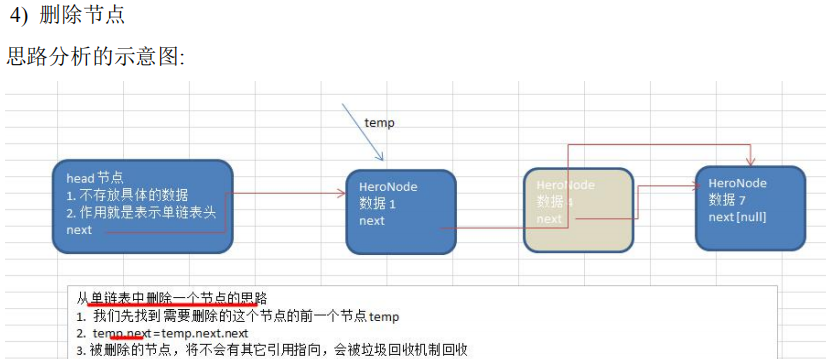 4) 删除节点
思路分析的示意图:
temp
head 节点
1. 不存放具体的数据
2. 作用就是表示单链表头
next
HeroNode
数据 1
next
HeroNode
数据 4
next
HeroNode
数据 7
next[null]
从单链表中删除一个节点的思路
1. 我们先找到需要删除的这个节点的前一个节点 temp
2. temp.next=temp.next.next
3. 被删除的节点，将不会有其它引用指向，会被垃圾回收机制回收